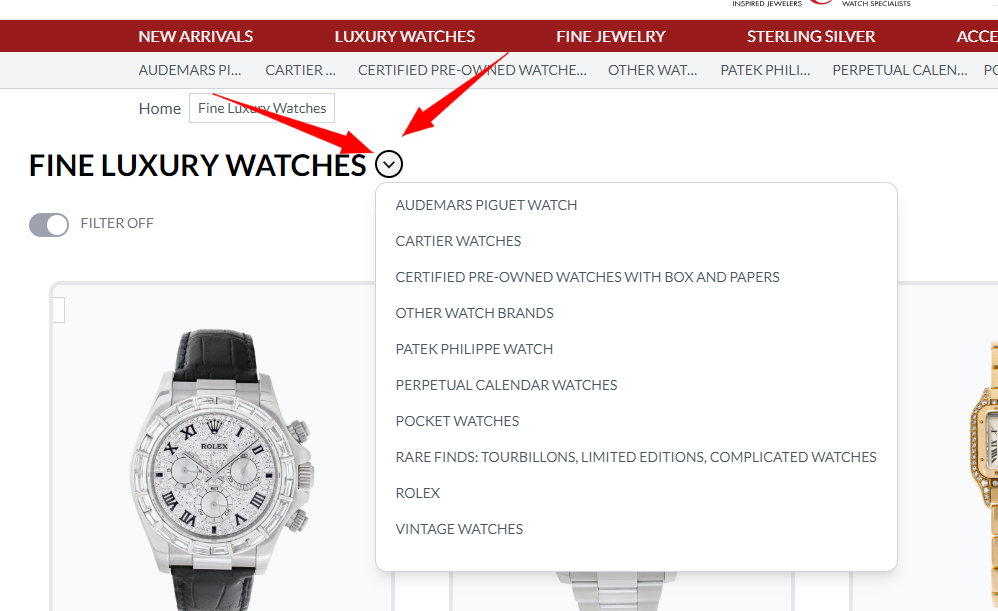 INSPIRED JEWELERS WATCH SPECIALISTS
NEW ARRIVALS LUXURY WATCHES FINE JEWELRY STERLING SILVER ACCE
AUDEMARS PI... CARTIER ... CERTIFIED PRE-OWNED WATCHE... OTHER WAT... PATEK PHILI... PERPETUAL CALEN... PO
Home Fine Luxury Watches
FINE LUXURY WATCHES
FILTER OFF
AUDEMARS PIGUET WATCH
CARTIER WATCHES
CERTIFIED PRE-OWNED WATCHES WITH BOX AND PAPERS
OTHER WATCH BRANDS
PATEK PHILIPPE WATCH
PERPETUAL CALENDAR WATCHES
POCKET WATCHES
RARE FINDS: TOURBILLONS, LIMITED EDITIONS, COMPLICATED WATCHES
ROLEX
VINTAGE WATCHES
ROLEX